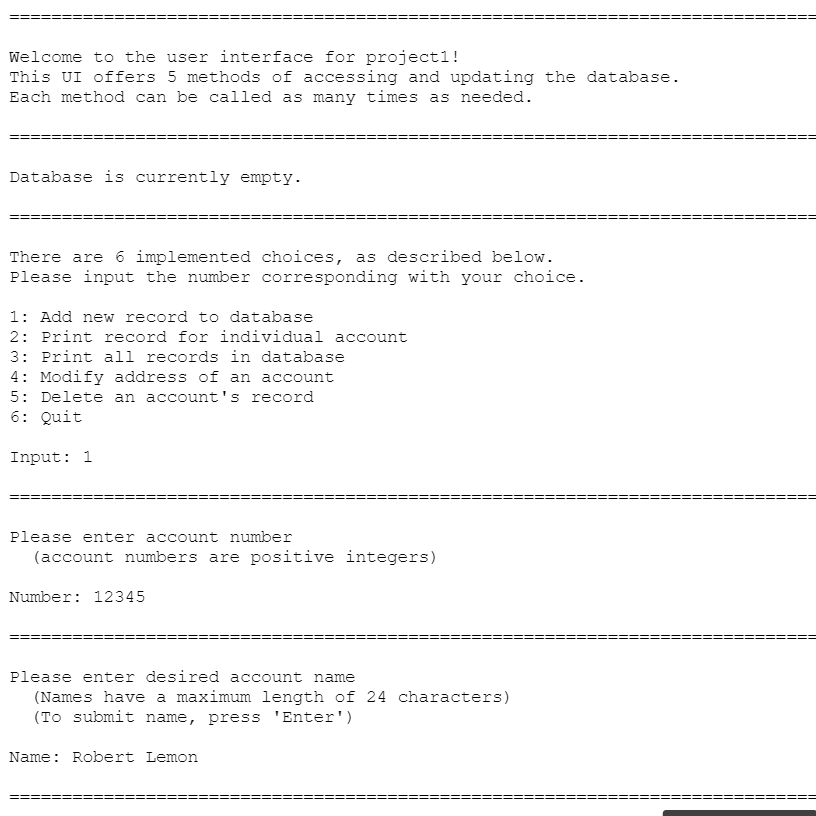 ================================================================================
Welcome to the user interface for project1!
This UI offers 5 methods of accessing and updating the database.
Each method can be called as many times as needed.
================================================================================
Database is currently empty.
================================================================================
There are 6 implemented choices, as described below.
Please input the number corresponding with your choice.
1: Add new record to database
2: Print record for individual account
3: Print all records in database
4: Modify address of an account
5: Delete an account's record
6: Quit
Input: 1
================================================================================
Please enter account number
(account numbers are positive integers)
Number: 12345
================================================================================
Please enter desired account name
(Names have a maximum length of 24 characters)
(To submit name, press 'Enter')
Name: Robert Lemon
================================================================================